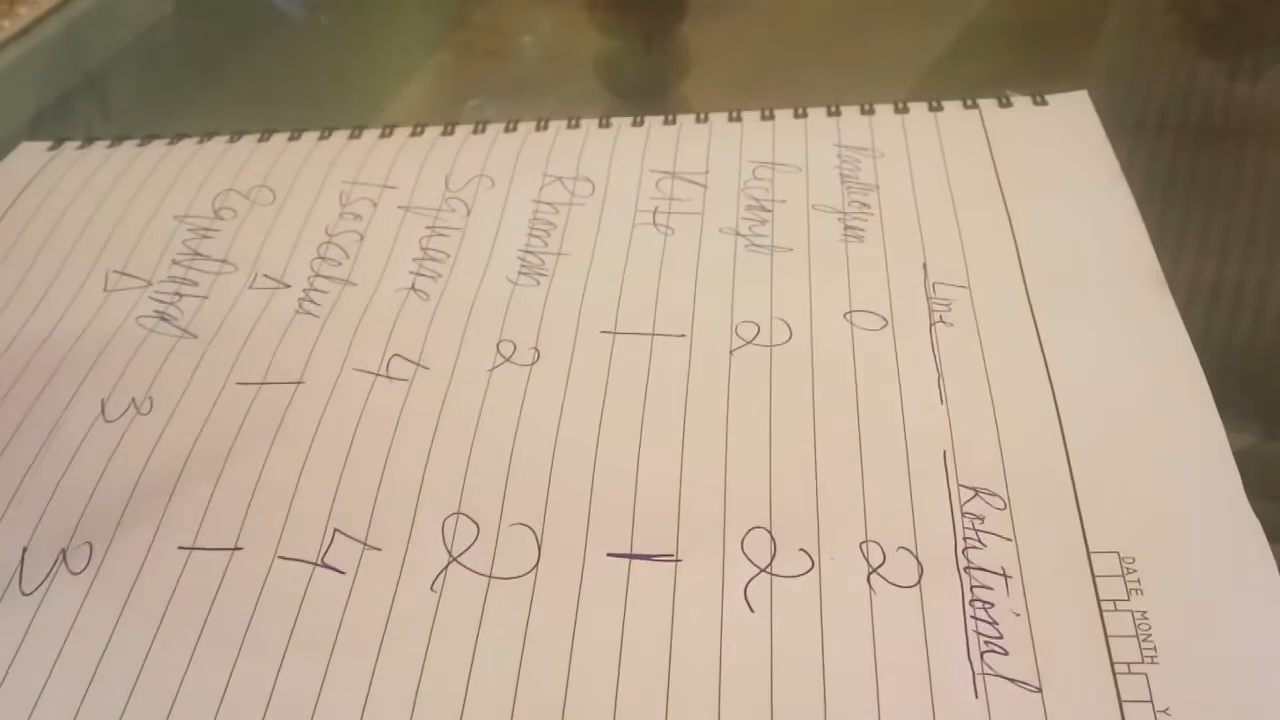 DATE MONTH Y
Line Rotational
Parallelogram 0 2
Rectangle 2 2
Kite 1 1
Rhombus 2 2
Square 4 4
Isosceles 1 1
Equilateral 3 3